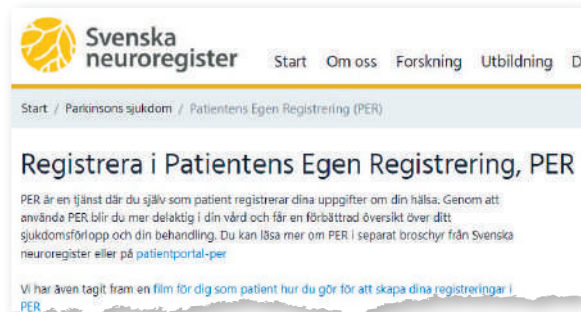 Svenska
neuroregister
Start Om oss Forskning Utbildning D
Start / Parkinsons sjukdom / Patientens Egen Registrering (PER)
Registrera i Patientens Egen Registrering, PER
PER är en tjänst där du själv som patient registrerar dina uppgifter om din hälsa. Genom att
använda PER blir du mer delaktig i din vård och får en förbättrad översikt över ditt
sjukdomsförlopp och din behandling. Du kan läsa mer om PER i separat broschyr från Svenska
neuroregister eller på patientportal-per
Vi har även tagit fram en film för dig som patient hur du gör för att skapa dina registreringar i
PER